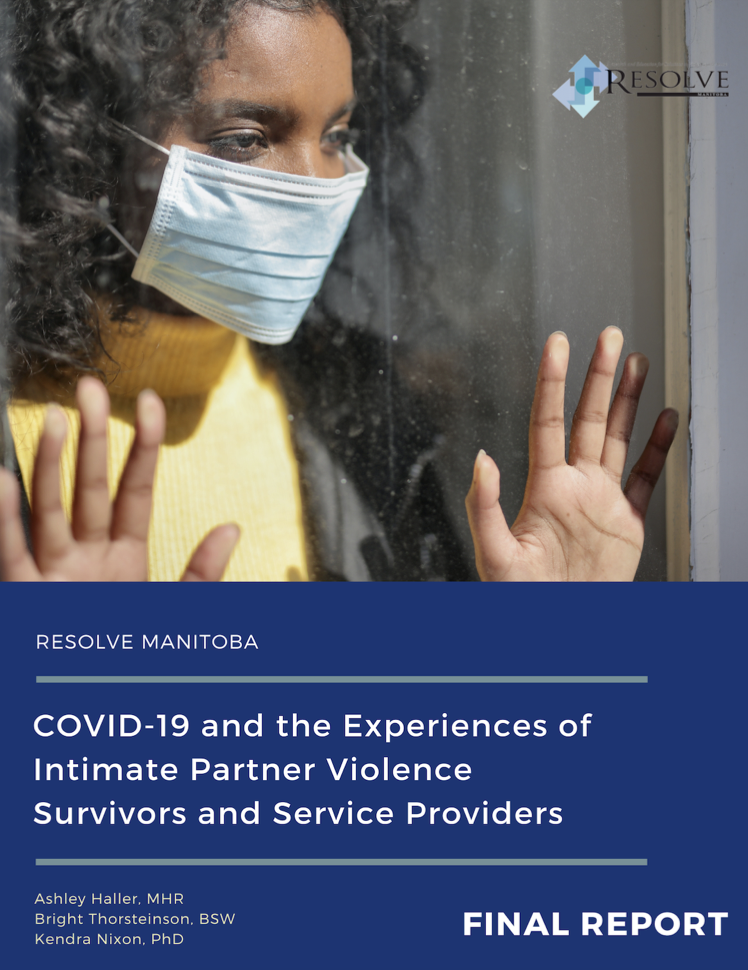 RESOLVE
MANITOBA
RESOLVE MANITOBA
COVID-19 and the Experiences of
Intimate Partner Violence
Survivors and Service Providers
Ashley Haller, MHR
Bright Thorsteinson, BSW
Kendra Nixon, PhD
FINAL REPORT